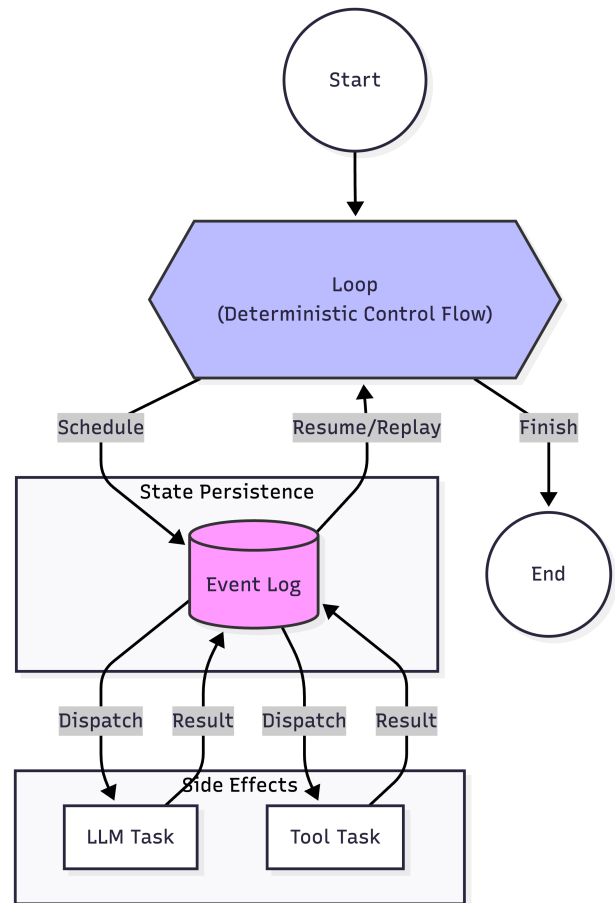 Start
Loop
(Deterministic Control Flow)
Schedule
Resume/Replay
Finish
State Persistence
Event Log
End
Dispatch
Result
Dispatch
Result
Side Effects
LLM Task
Tool Task